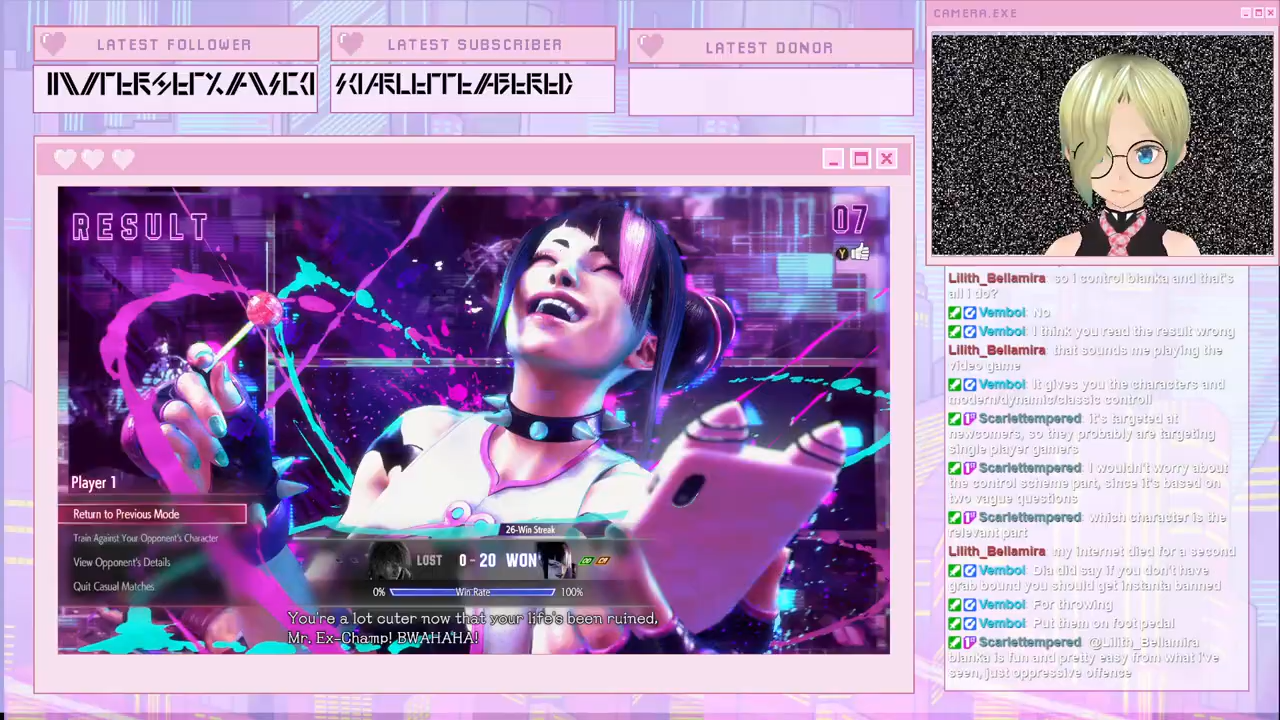 CAMERA.EXE
LATEST FOLLOWER
LATEST SUBSCRIBER
LATEST DONOR
SCARLETTEMPERED
RESULT
07
Y
Player 1
Return to Previous Mode
Train Against Your Opponent's Character
View Opponent's Details
Quit Casual Matches
26-Win Streak
LOST 0 - 20 WON
0% Win Rate 100%
You're a lot cuter now that your life's been ruined,
Mr. Ex-Champ! BWAHAHA!
Lilith_Bellamira so i control blanka and that's
all i do?
Vembol: No
Vembol: I think you read the result wrong
Lilith_Bellamira that sounds me playing the
video game
Vembol: It gives you the characters and
modern/dynamic/classic controll
Scarlettempered: it's targeted at
newcomers, so they probably are targeting
single player gamers
Scarlettempered: I wouldn't worry about
the control scheme part, since it's based on
two vague questions
Scarlettempered: which character is the
relevant part
Lilith_Bellamira my internet died for a second
Vembol: Dia did say if you don't have
grab bound you should get instanta banned
Vembol: For throwing
Vembol: Put them on foot pedal
Scarlettempered: @Lilith_Bellamira
blanka is fun and pretty easy from what i've
seen, just oppressive offence